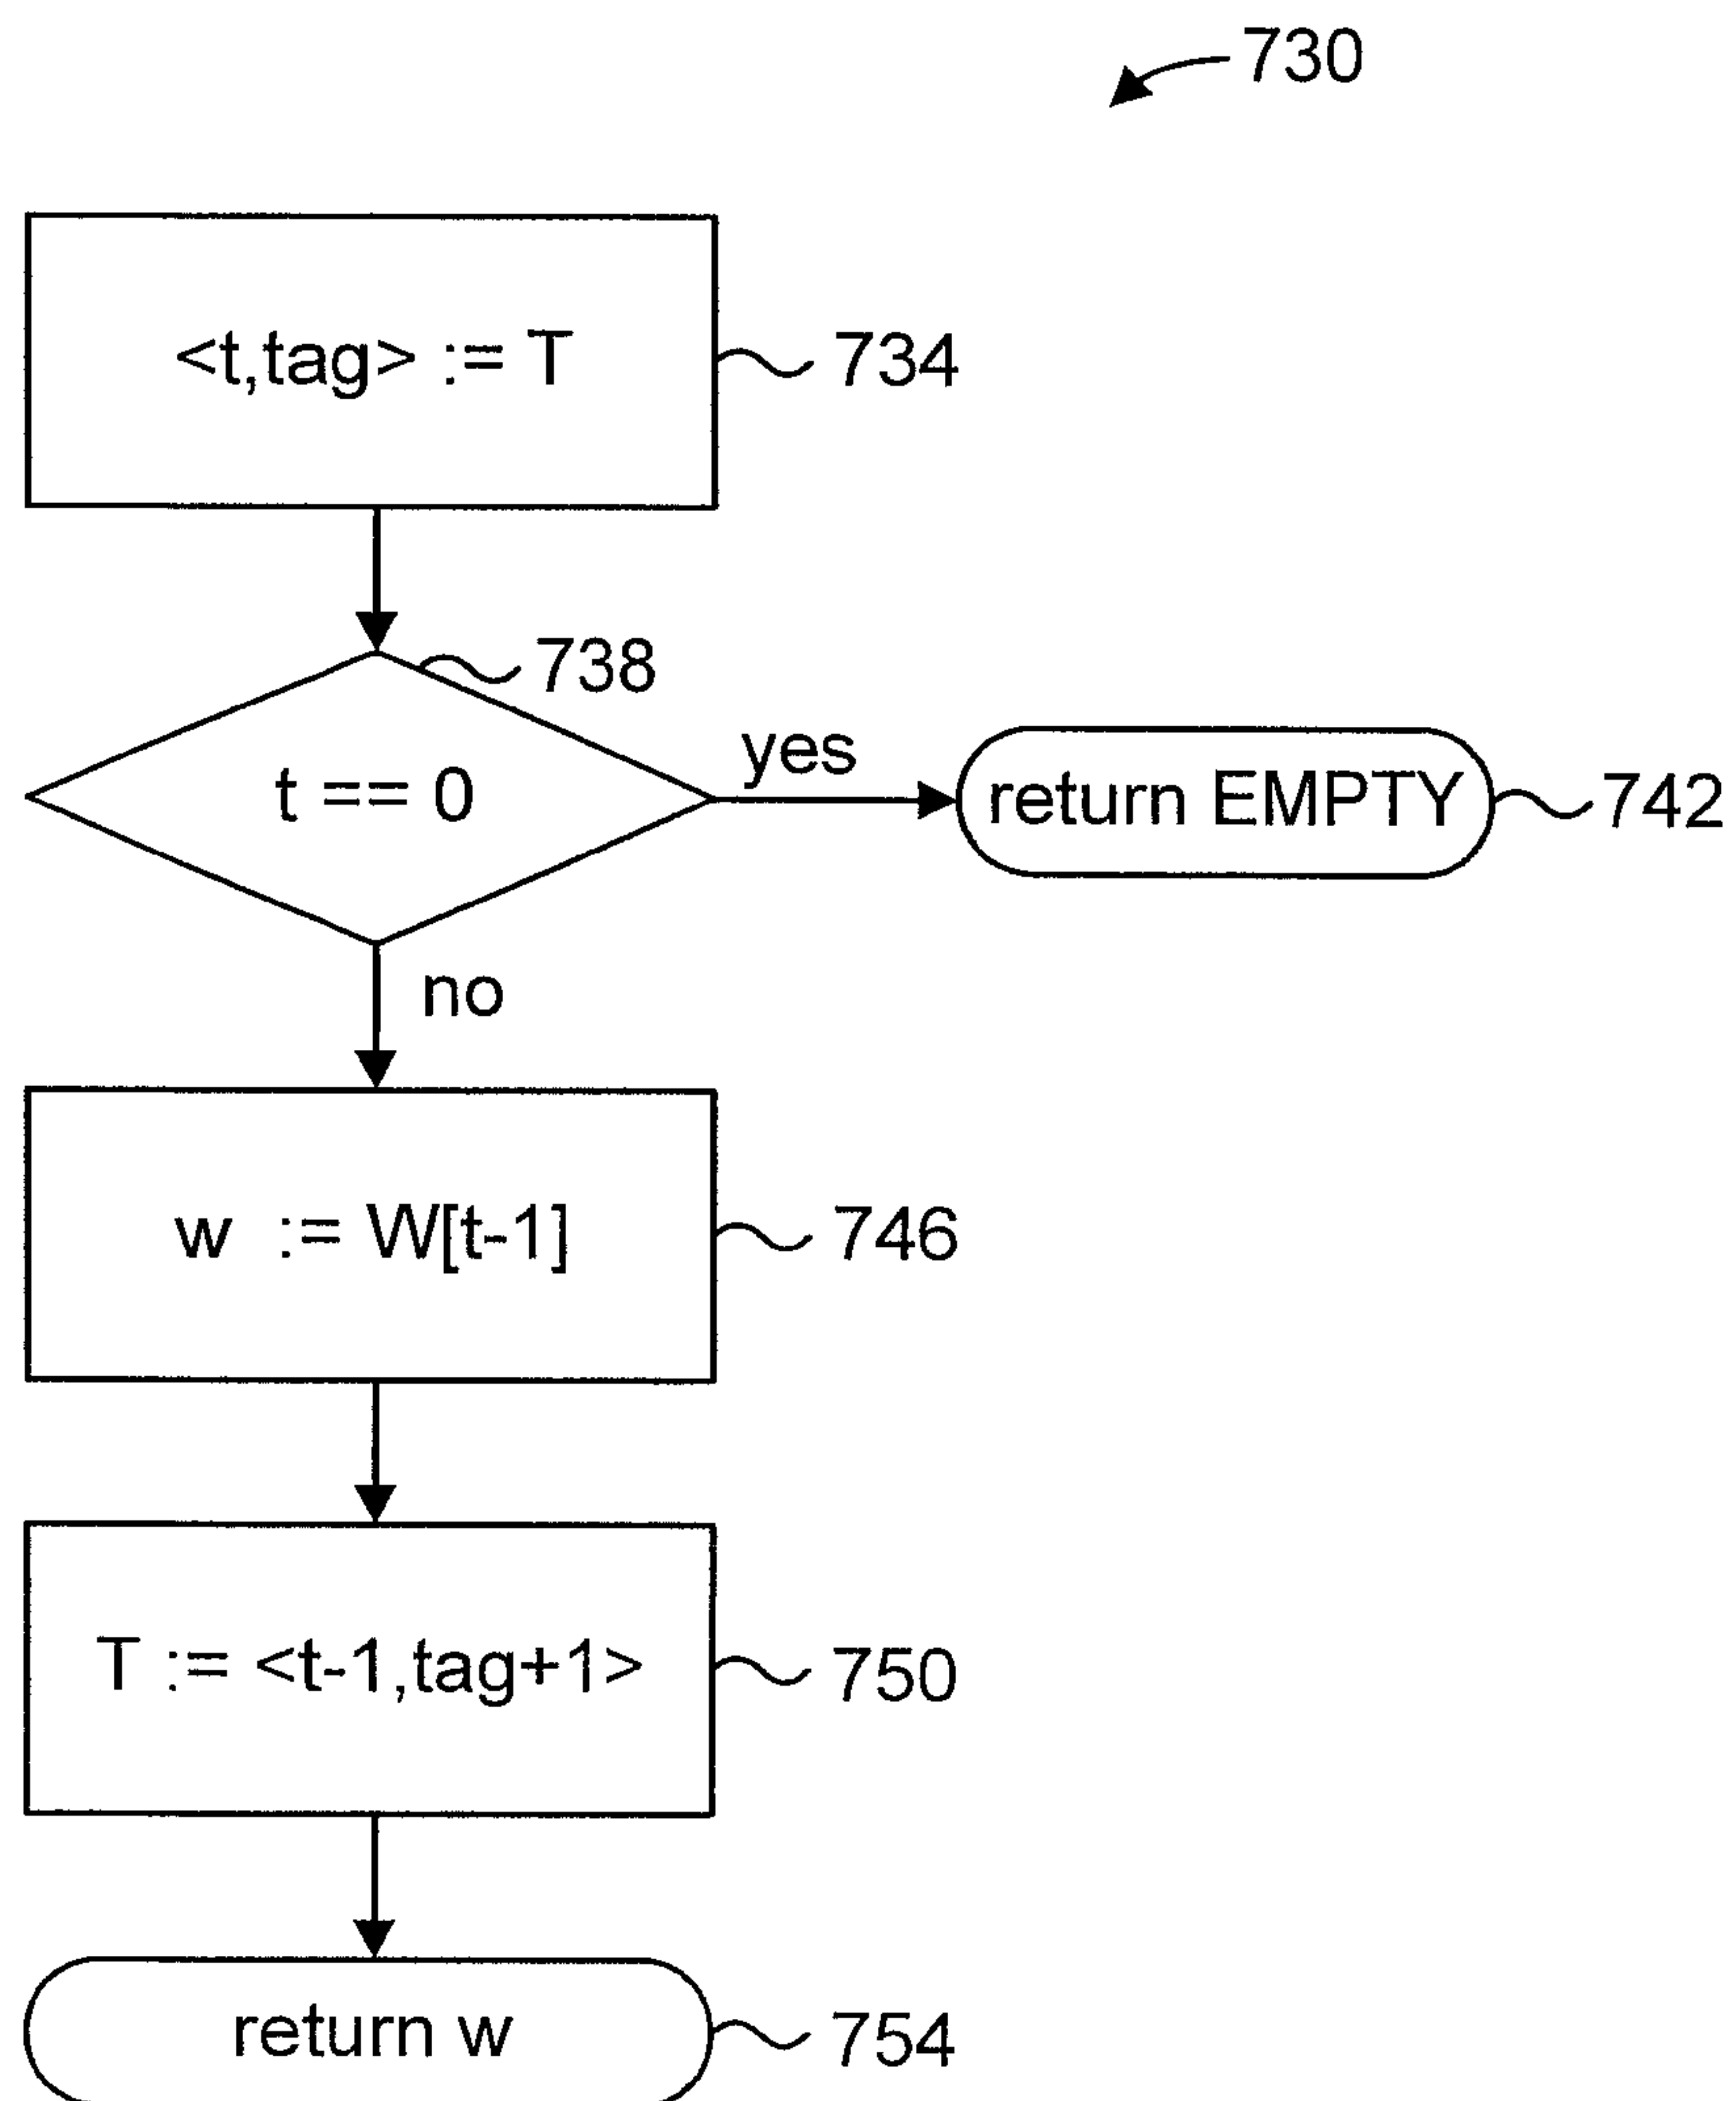 730
<t,tag> := T
734
738
t == 0
yes
return EMPTY
742
no
w := W[t-1]
746
T := <t-1,tag+1>
750
return w
754